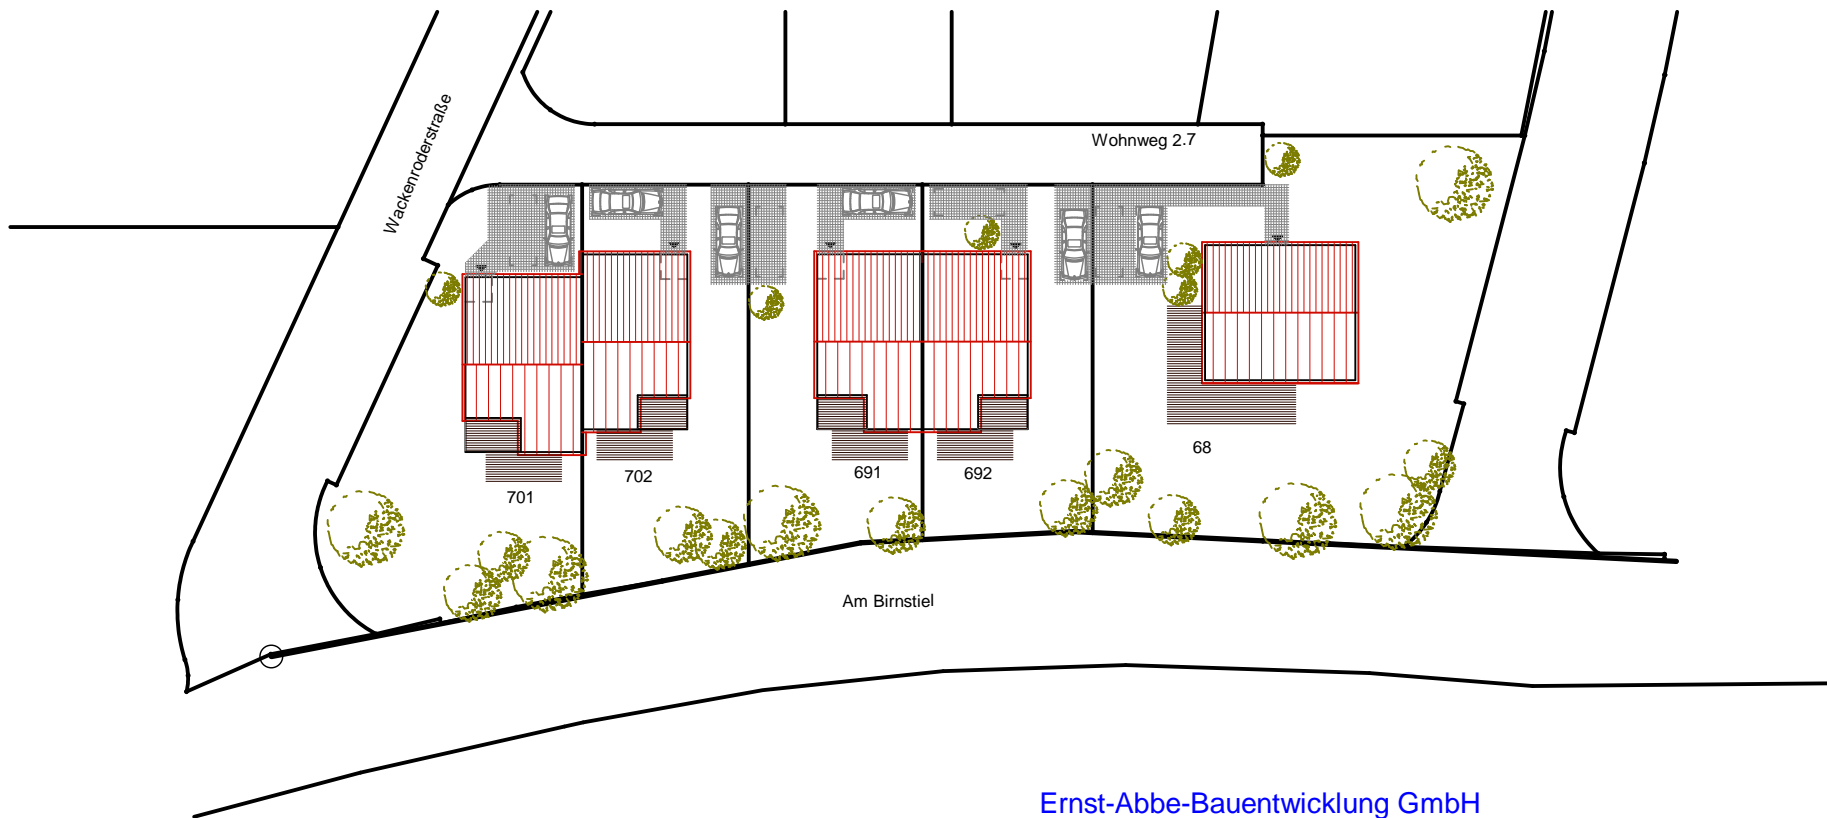 Wackenroderstraße
Wohnweg 2.7
701
702
691
692
68
Am Birnstiel
Ernst-Abbe-Bauentwicklung GmbH